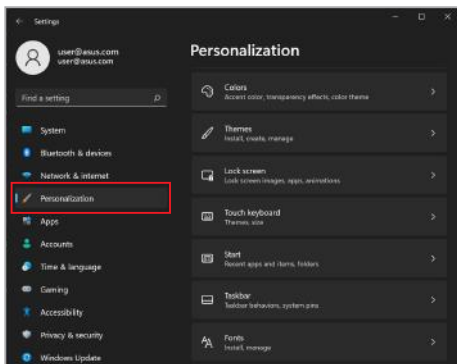 Settings
user@asus.com
user@asus.com
Find a setting
System
Bluetooth & devices
Network & internet
Personalization
Apps
Accounts
Time & language
Gaming
Accessibility
Privacy & security
Windows Update
Personalization
Colors
Accent color, transparency effects, color theme
Themes
Install, create, manage
Lock screen
Lock screen images, apps, animations
Touch keyboard
Themes, size
Start
Recent apps and items, folders
Taskbar
Taskbar behaviors, system pins
Fonts
Install, manage